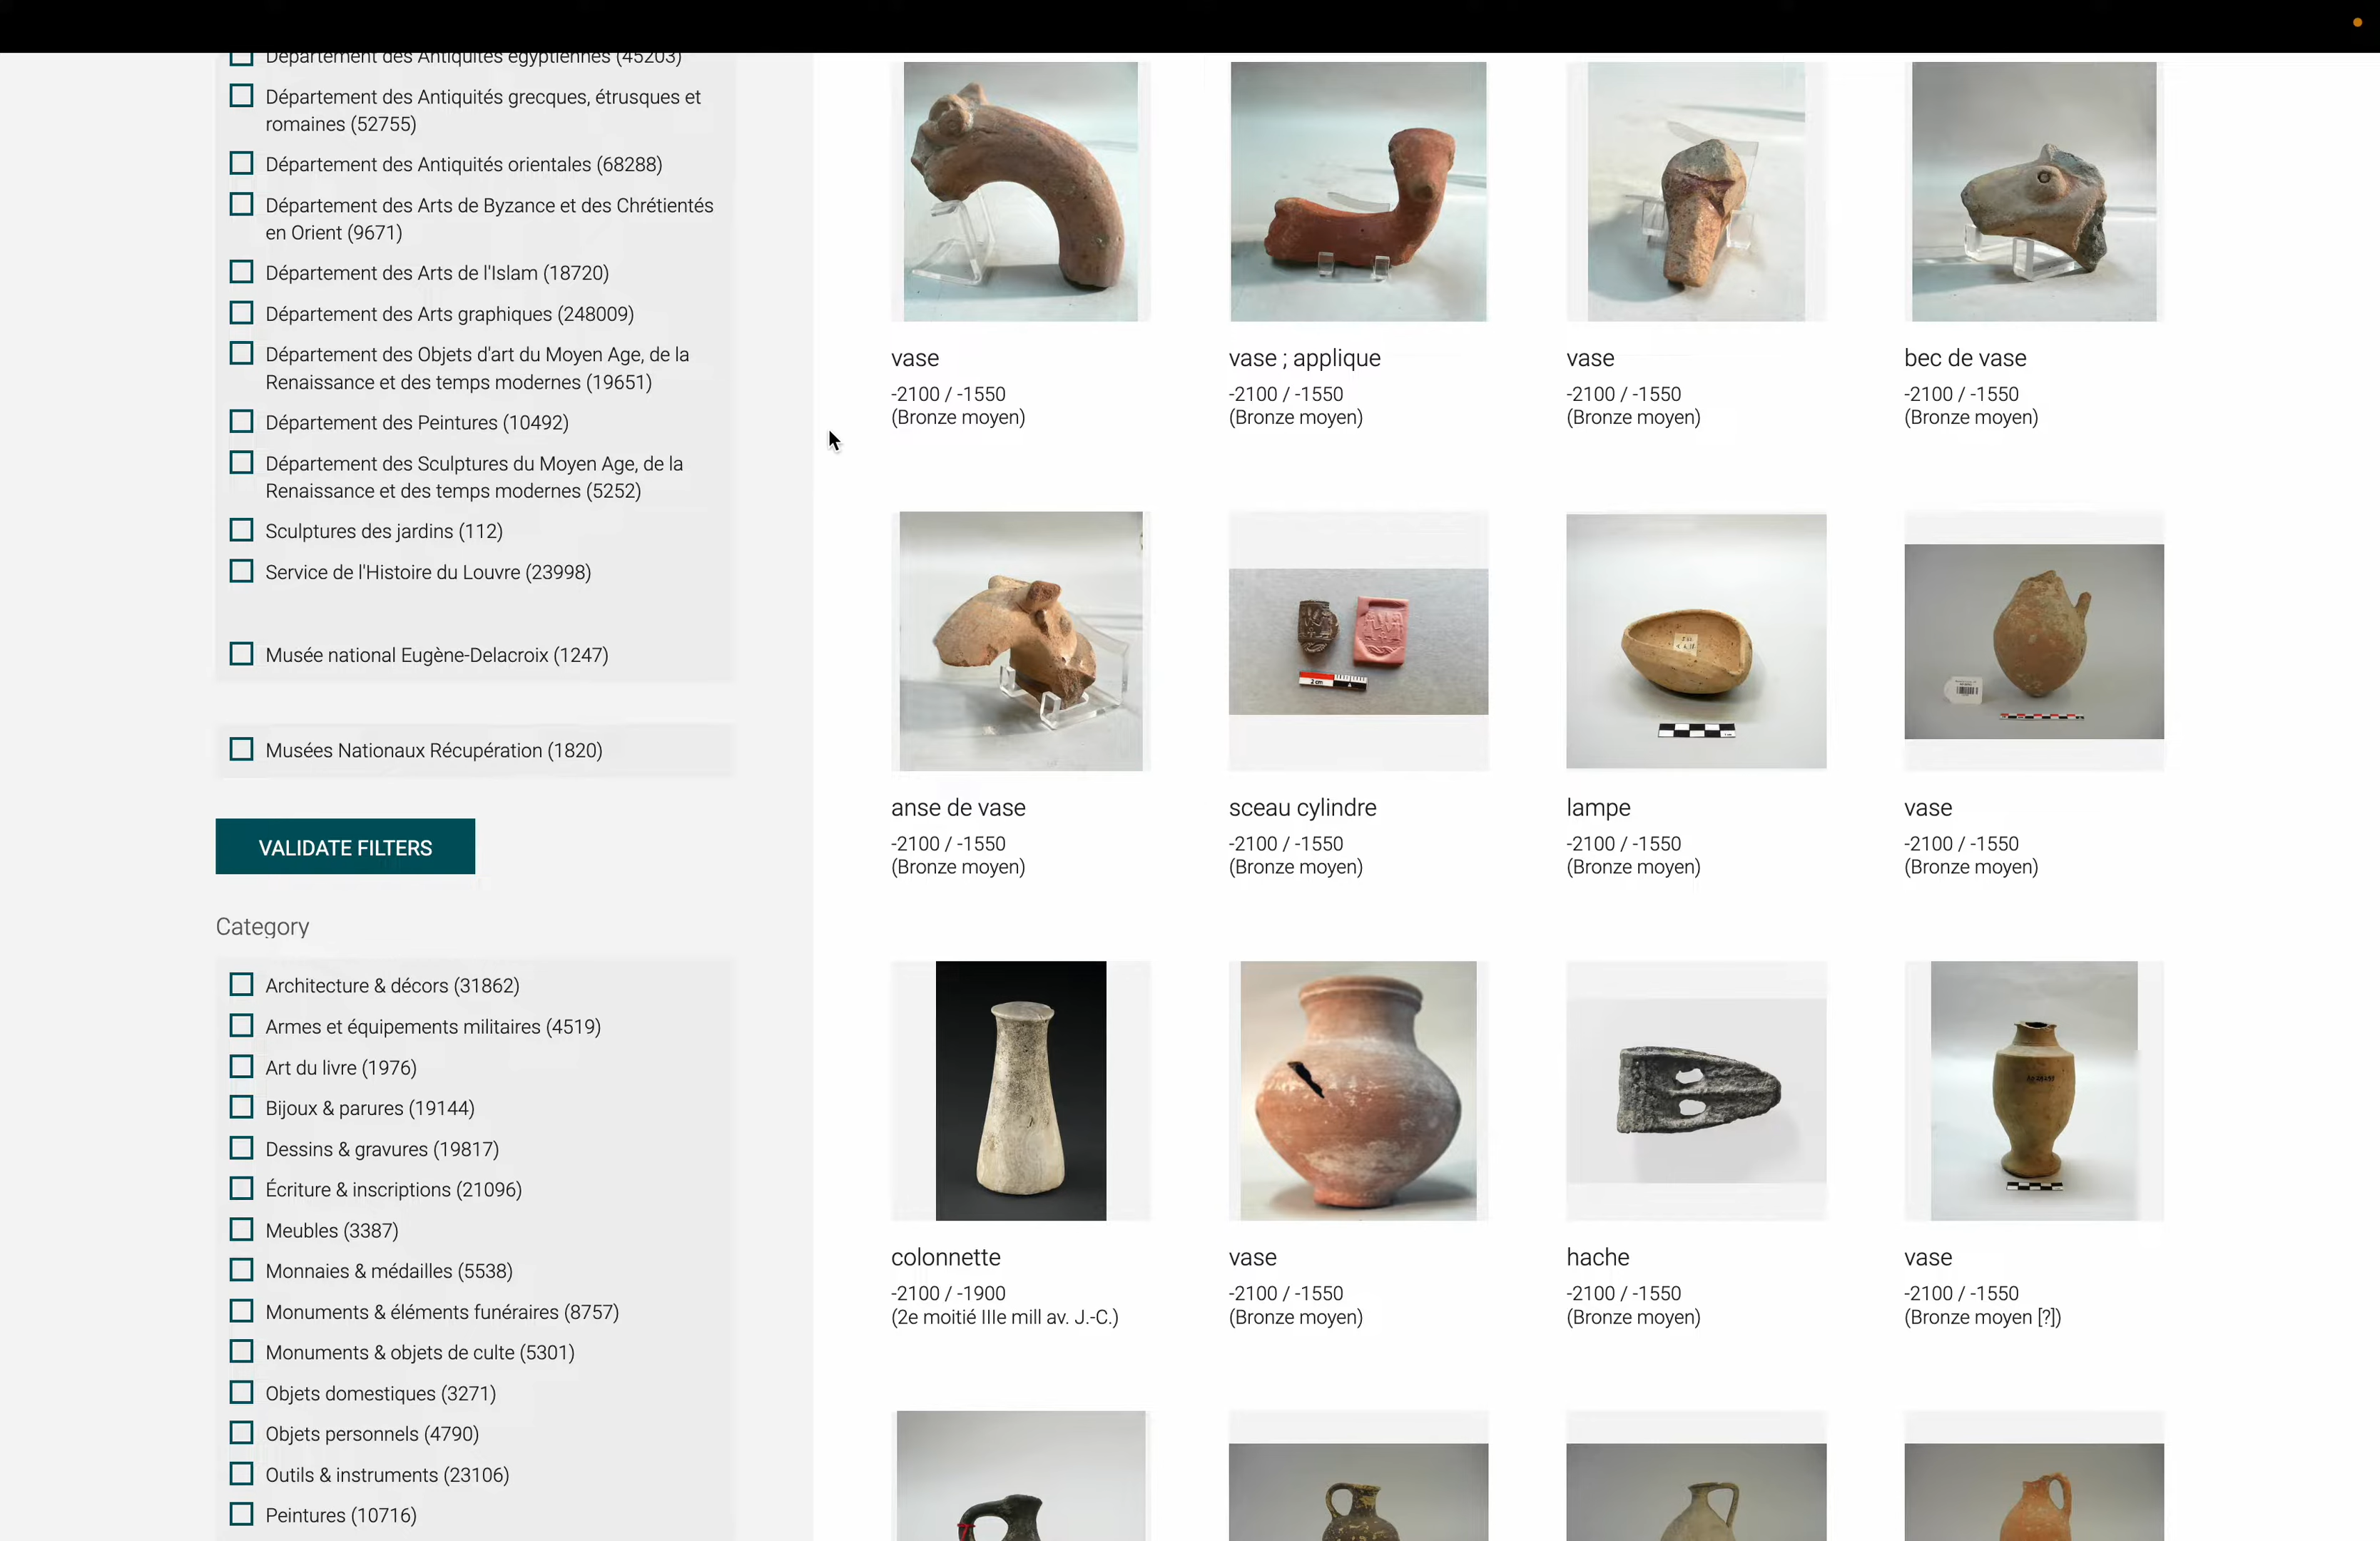 Département des Antiquités égyptiennes (45203)
Département des Antiquités grecques, étrusques et
romaines (52755)
Département des Antiquités orientales (68288)
Département des Arts de Byzance et des Chrétientés
en Orient (9671)
Département des Arts de l'Islam (18720)
Département des Arts graphiques (248009)
Département des Objets d'art du Moyen Age, de la
Renaissance et des temps modernes (19651)
Département des Peintures (10492)
Département des Sculptures du Moyen Age, de la
Renaissance et des temps modernes (5252)
Sculptures des jardins (112)
Service de l'Histoire du Louvre (23998)
Musée national Eugène-Delacroix (1247)
Musées Nationaux Récupération (1820)
VALIDATE FILTERS
Category
Architecture & décors (31862)
Armes et équipements militaires (4519)
Art du livre (1976)
Bijoux & parures (19144)
Dessins & gravures (19817)
Écriture & inscriptions (21096)
Meubles (3387)
Monnaies & médailles (5538)
Monuments & éléments funéraires (8757)
Monuments & objets de culte (5301)
Objets domestiques (3271)
Objets personnels (4790)
Outils & instruments (23106)
Peintures (10716)
vase
-2100 / -1550
(Bronze moyen)
vase ; applique
-2100 / -1550
(Bronze moyen)
vase
-2100 / -1550
(Bronze moyen)
bec de vase
-2100 / -1550
(Bronze moyen)
anse de vase
-2100 / -1550
(Bronze moyen)
2 cm
sceau cylindre
-2100 / -1550
(Bronze moyen)
lampe
-2100 / -1550
(Bronze moyen)
vase
-2100 / -1550
(Bronze moyen)
colonnette
-2100 / -1900
(2e moitié IIIe mill av. J.-C.)
vase
-2100 / -1550
(Bronze moyen)
hache
-2100 / -1550
(Bronze moyen)
vase
-2100 / -1550
(Bronze moyen [?])